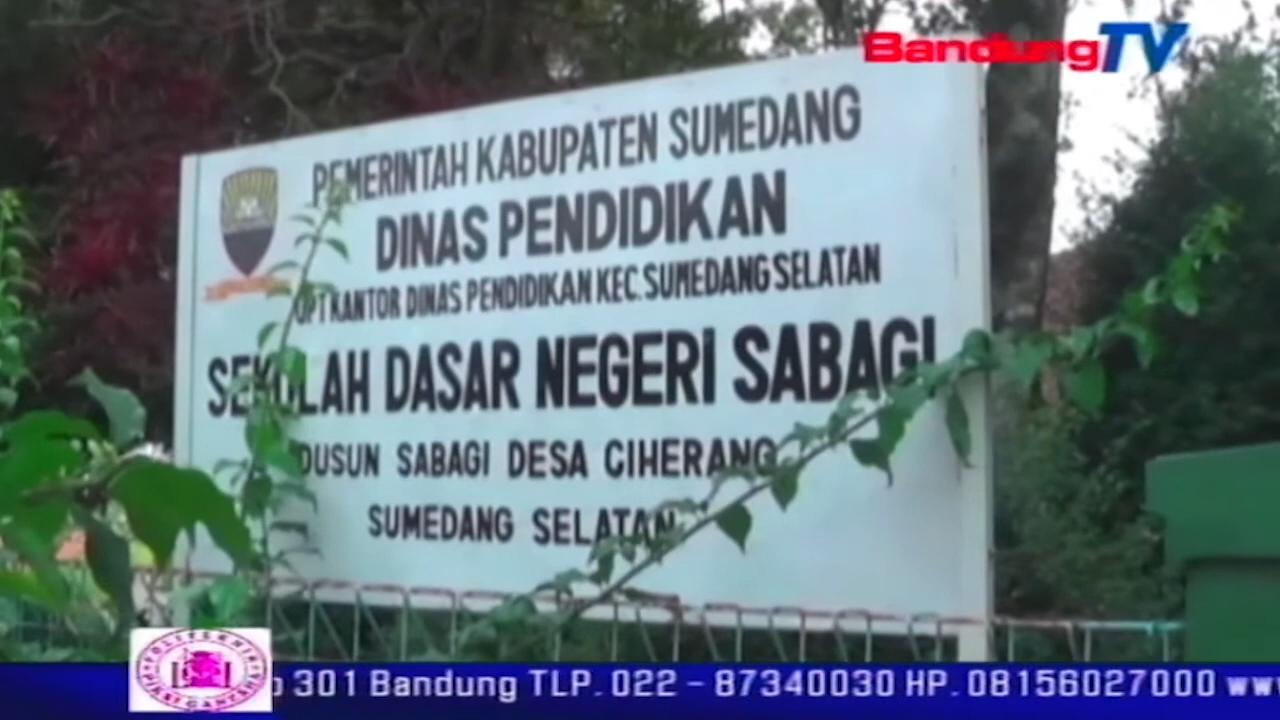 BandungTV
PEMERINTAH KABUPATEN SUMEDANG
DINAS PENDIDIKAN
UPT KANTOR DINAS PENDIDIKAN KEC. SUMEDANG SELATAN
SEKOLAH DASAR NEGERI SABAGI
DUSUN SABAGI DESA CIHERANG
SUMEDANG SELATAN
301 Bandung TLP. 022 - 87340030 HP. 08156027000 www